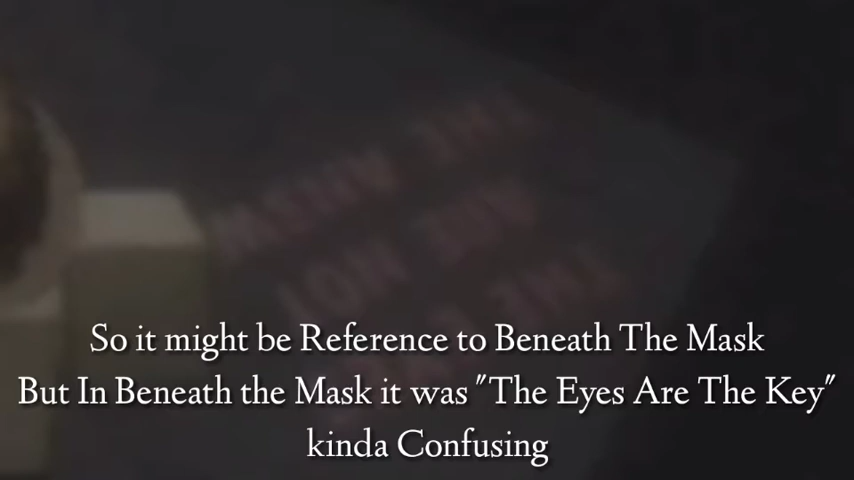 So it might be Reference to Beneath The Mask
But In Beneath the Mask it was "The Eyes Are The Key"
kinda Confusing